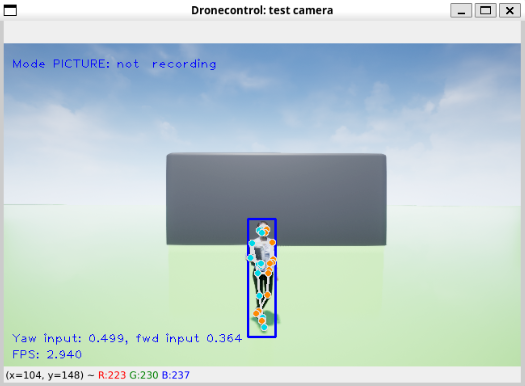 Dronecontrol: test camera
Mode PICTURE: not recording
Yaw input: 0.499, fwd input 0.364
FPS: 2.940
(x=104, y=148) ~ R:223 G:230 B:237